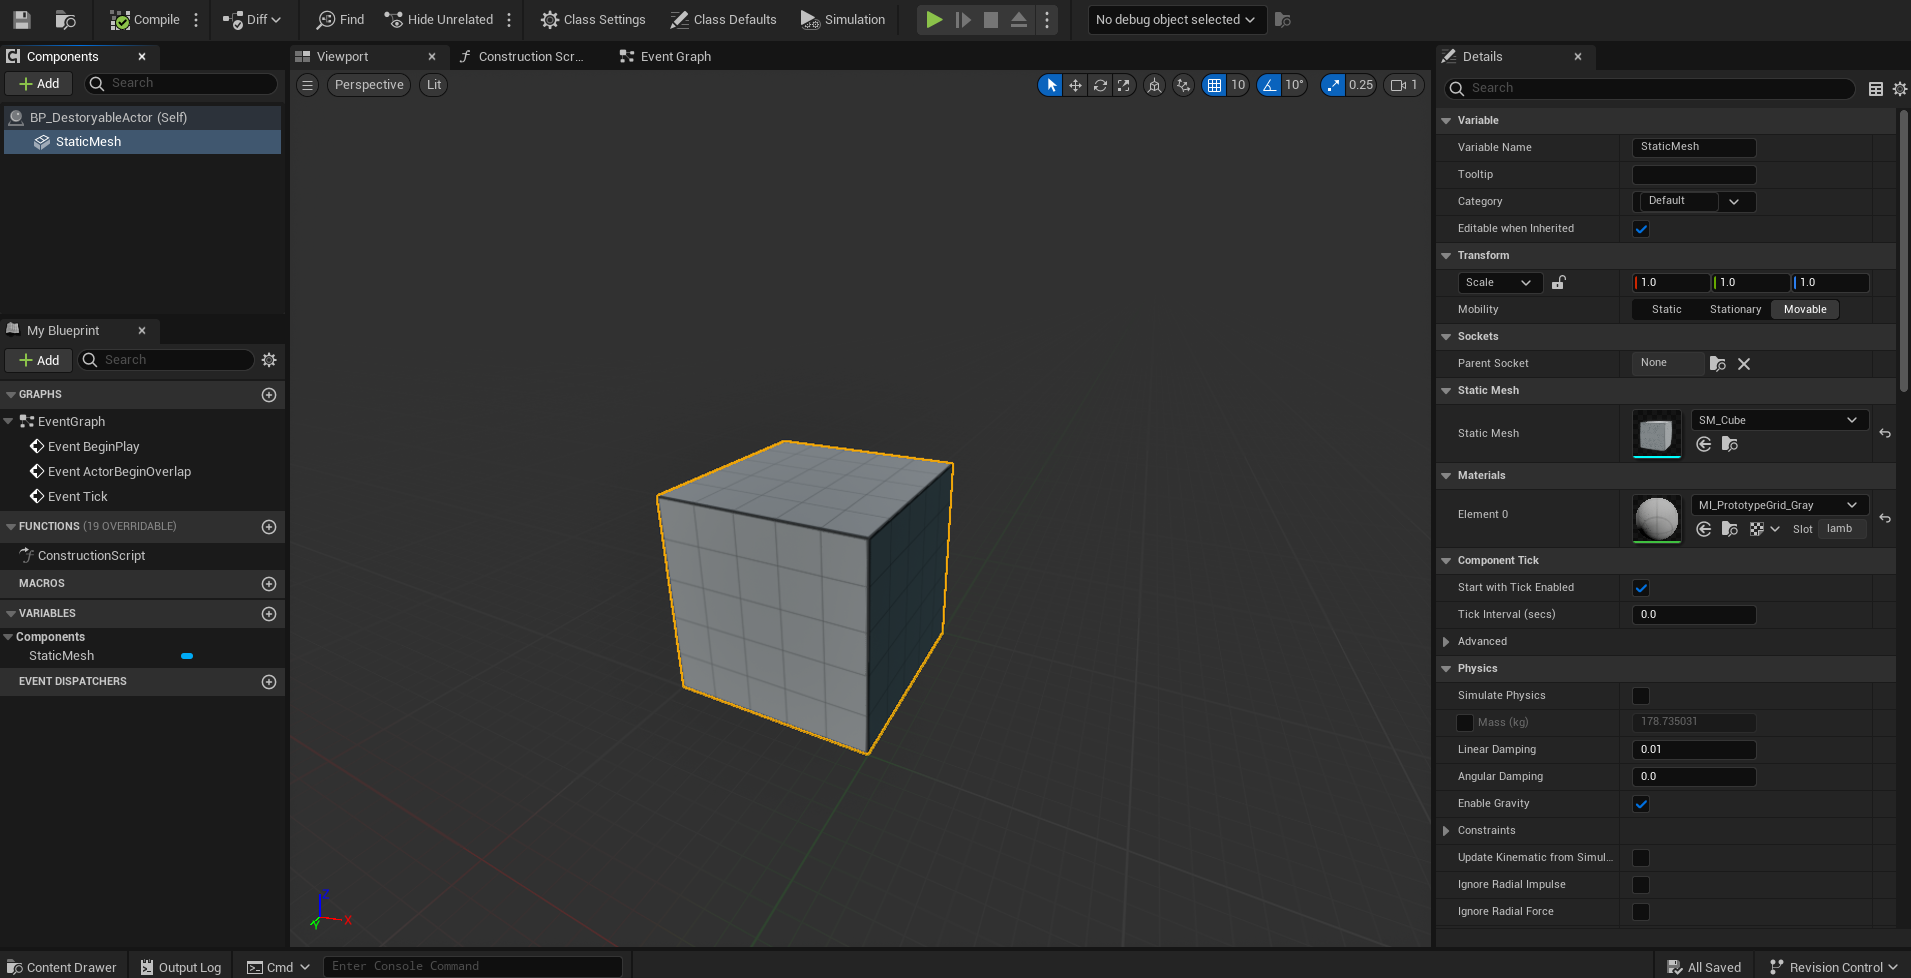 Compile
Diff
Find
Hide Unrelated
Class Settings
Class Defaults
Simulation
No debug object selected
Components
Add
Search
BP_DestoryableActor (Self)
StaticMesh
My Blueprint
Add
Search
GRAPHS
EventGraph
Event BeginPlay
Event ActorBeginOverlap
Event Tick
FUNCTIONS (19 OVERRIDABLE)
ConstructionScript
MACROS
VARIABLES
Components
StaticMesh
EVENT DISPATCHERS
Viewport
Construction Scr...
Event Graph
Perspective
Lit
10
10°
0.25
1
Z
X
Y
Details
Search
Variable
Variable Name StaticMesh
Tooltip
Category Default
Editable when Inherited
Transform
Scale 1.0 1.0 1.0
Mobility Static Stationary Movable
Sockets
Parent Socket None
Static Mesh
Static Mesh SM_Cube
Materials
Element 0 MI_PrototypeGrid_Gray
Slot lamb
Component Tick
Start with Tick Enabled
Tick Interval (secs) 0.0
Advanced
Physics
Simulate Physics
Mass (kg) 178.735031
Linear Damping 0.01
Angular Damping 0.0
Enable Gravity
Constraints
Update Kinematic from Simul...
Ignore Radial Impulse
Ignore Radial Force
Content Drawer
Output Log
Cmd
Enter Console Command
All Saved
Revision Control